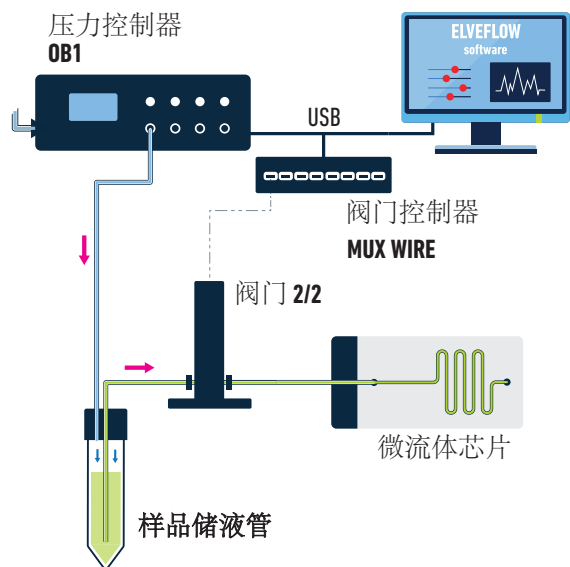 压力控制器
OB1
ELVEFLOW
software
USB
阀门控制器
MUX WIRE
阀门 2/2
微流体芯片
样品储液管